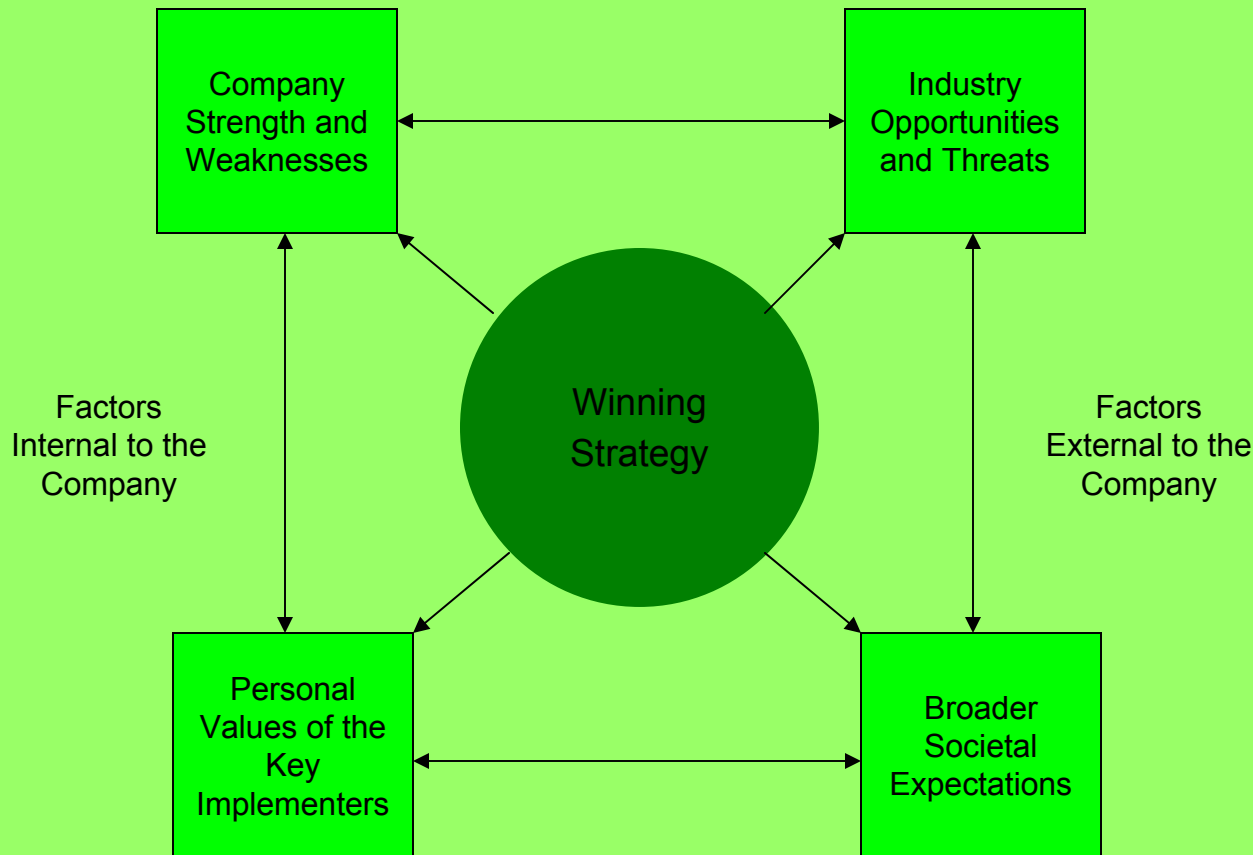 Company
Strength and
Weaknesses
Industry
Opportunities
and Threats
Factors
Internal to the
Company
Winning
Strategy
Factors
External to the
Company
Personal
Values of the
Key
Implementers
Broader
Societal
Expectations